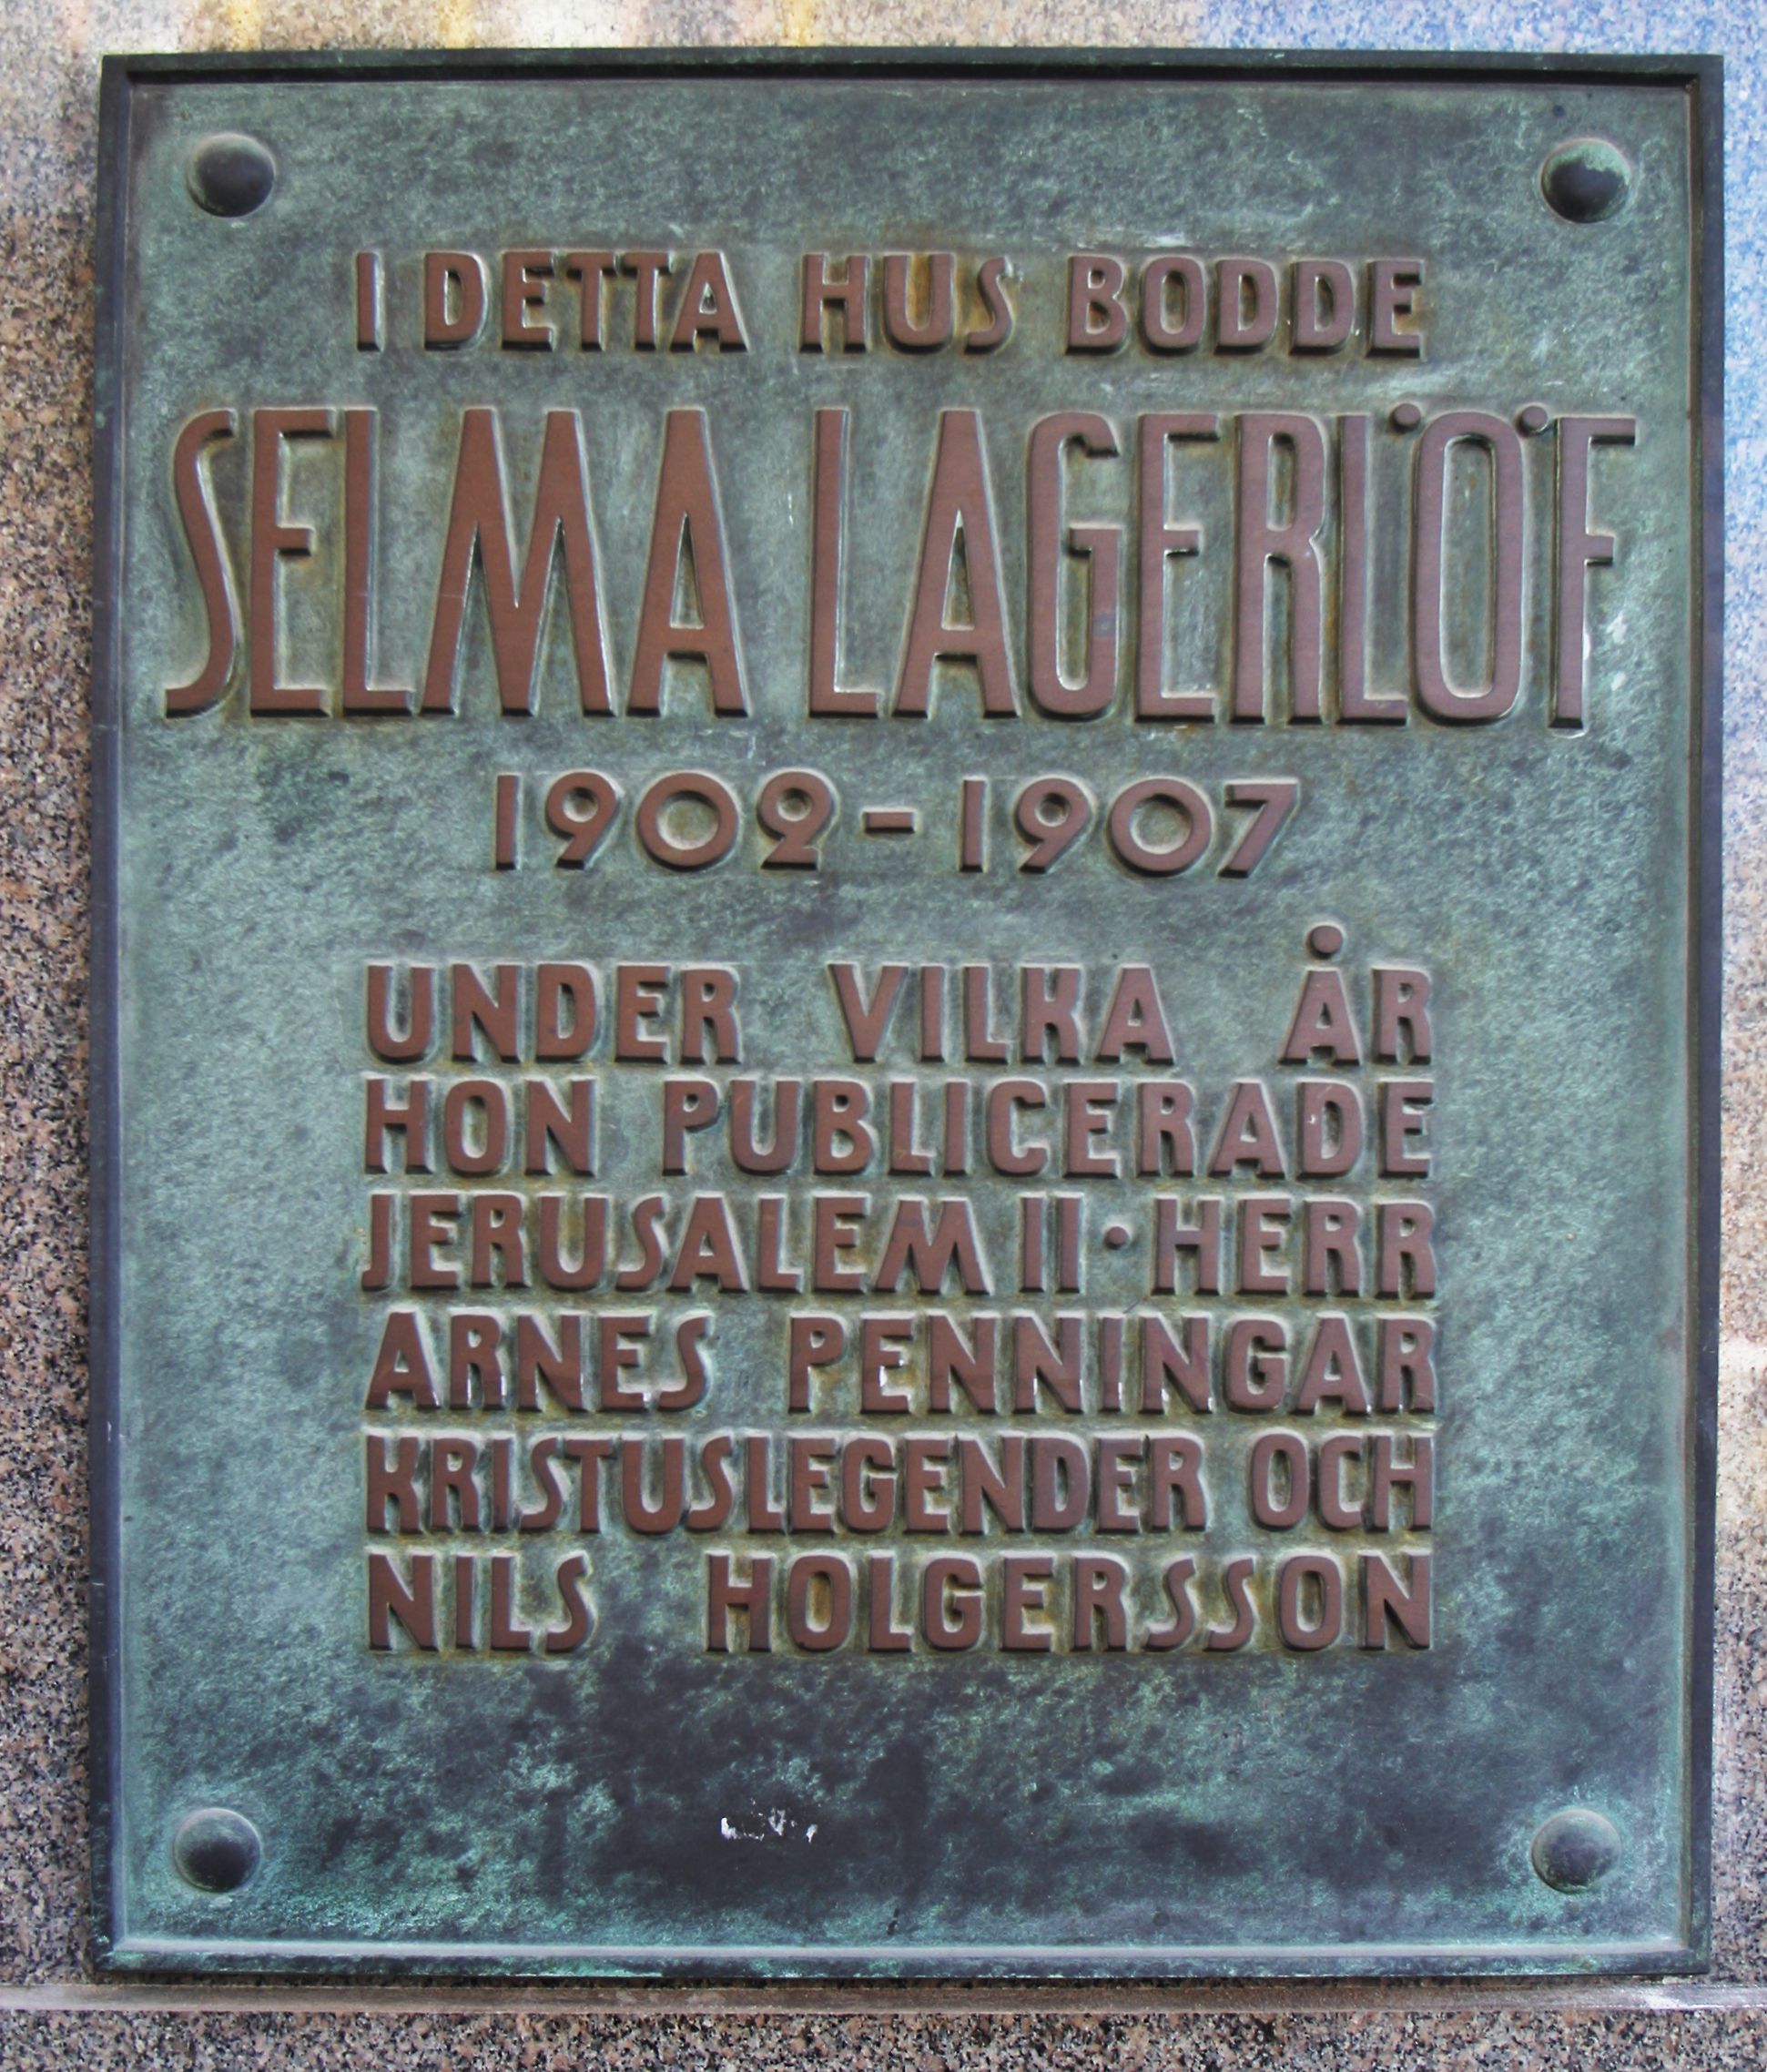 I DETTA HUS BODDE
SELMA LAGERLÖF
1902-1907
UNDER VILKA ÅR
HON PUBLICERADE
JERUSALEM II · HERR
ARNES PENNINGAR
KRISTUSLEGENDER OCH
NILS HOLGERSSON